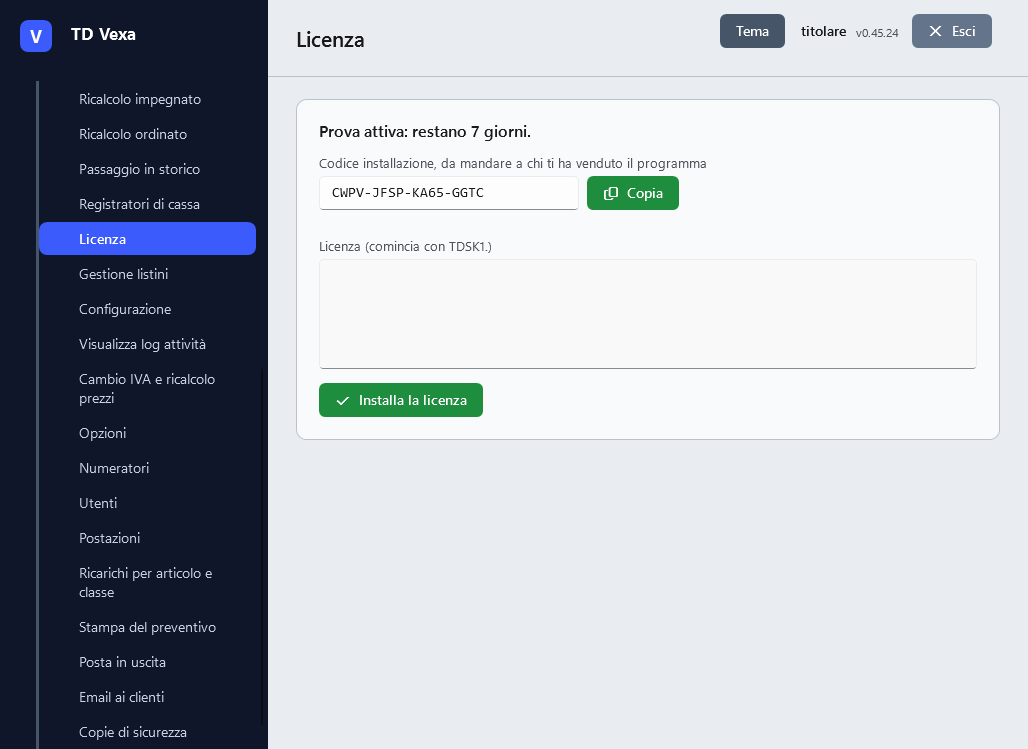 V
TD Vexa
Ricalcolo impegnato
Ricalcolo ordinato
Passaggio in storico
Registratori di cassa
Licenza
Gestione listini
Configurazione
Visualizza log attività
Cambio IVA e ricalcolo
prezzi
Opzioni
Numeratori
Utenti
Postazioni
Ricarichi per articolo e
classe
Stampa del preventivo
Posta in uscita
Email ai clienti
Copie di sicurezza
Licenza
Tema
titolare
v0.45.24
Esci
Prova attiva: restano 7 giorni.
Codice installazione, da mandare a chi ti ha venduto il programma
CWPV-JFSP-KA65-GGTC
Copia
Licenza (comincia con TDSK1.)
Installa la licenza